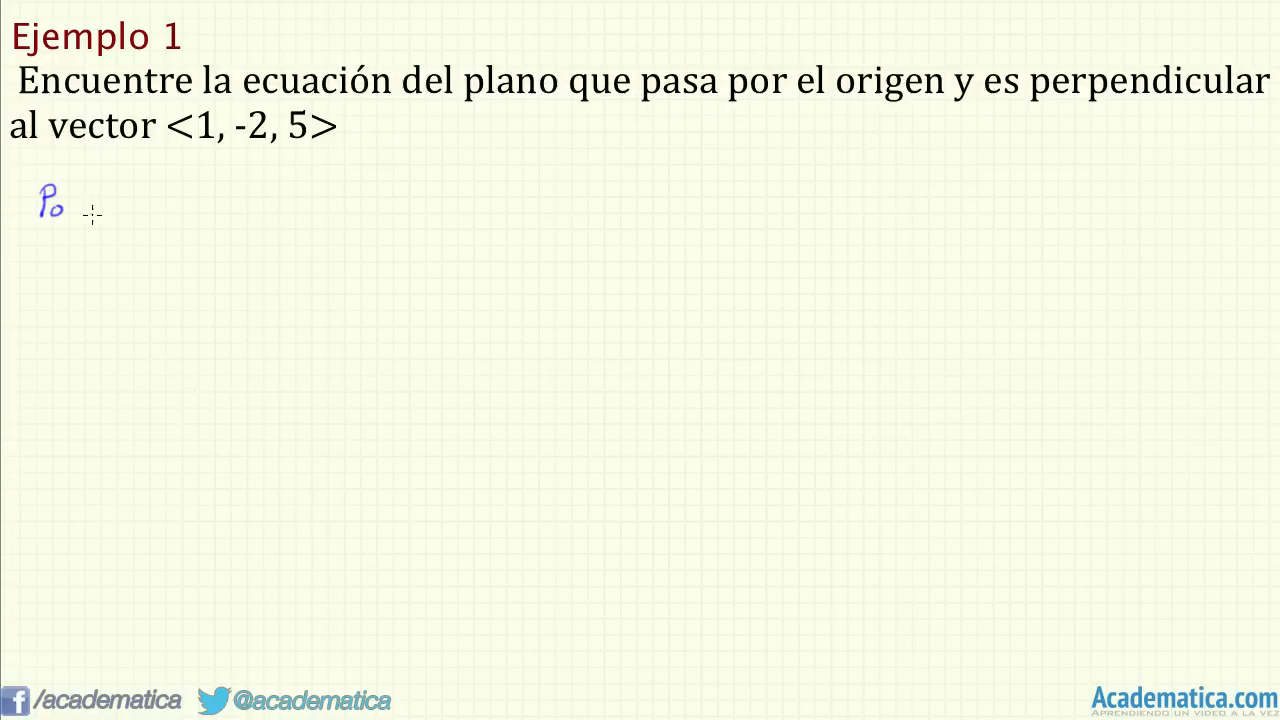 Ejemplo 1
Encuentre la ecuación del plano que pasa por el origen y es perpendicular
al vector <1, -2, 5>
P₀
/academatica @academatica Academatica.com
APRENDIENDO UN VIDEO A LA VEZ